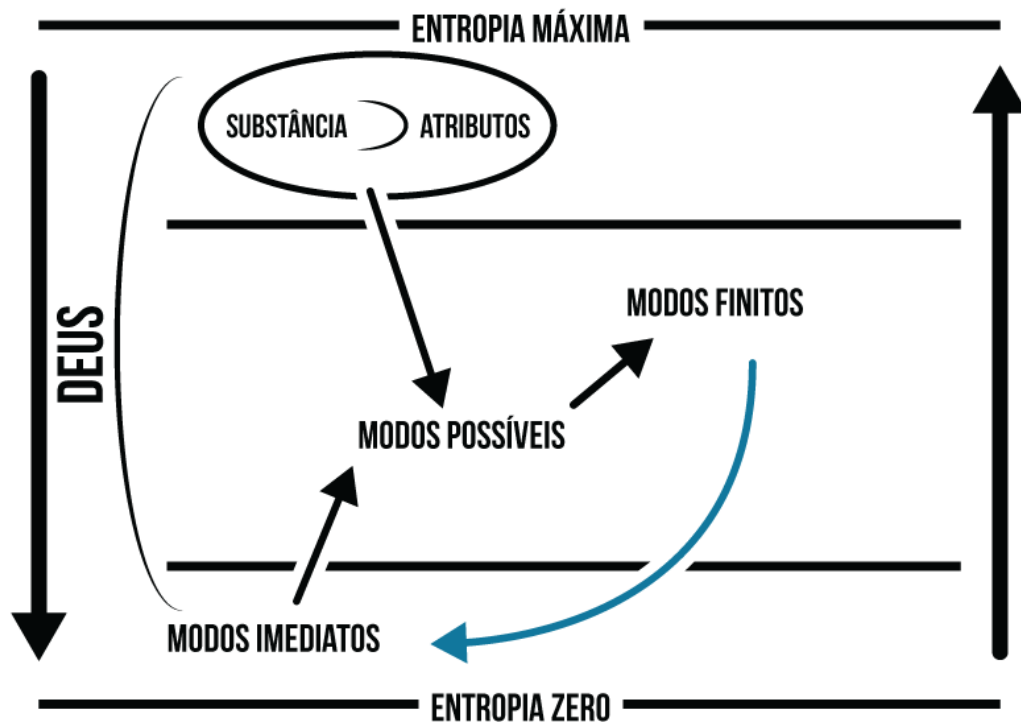 ENTROPIA MÁXIMA
SUBSTÂNCIA ATRIBUTOS
DEUS
MODOS FINITOS
MODOS POSSÍVEIS
MODOS IMEDIATOS
ENTROPIA ZERO